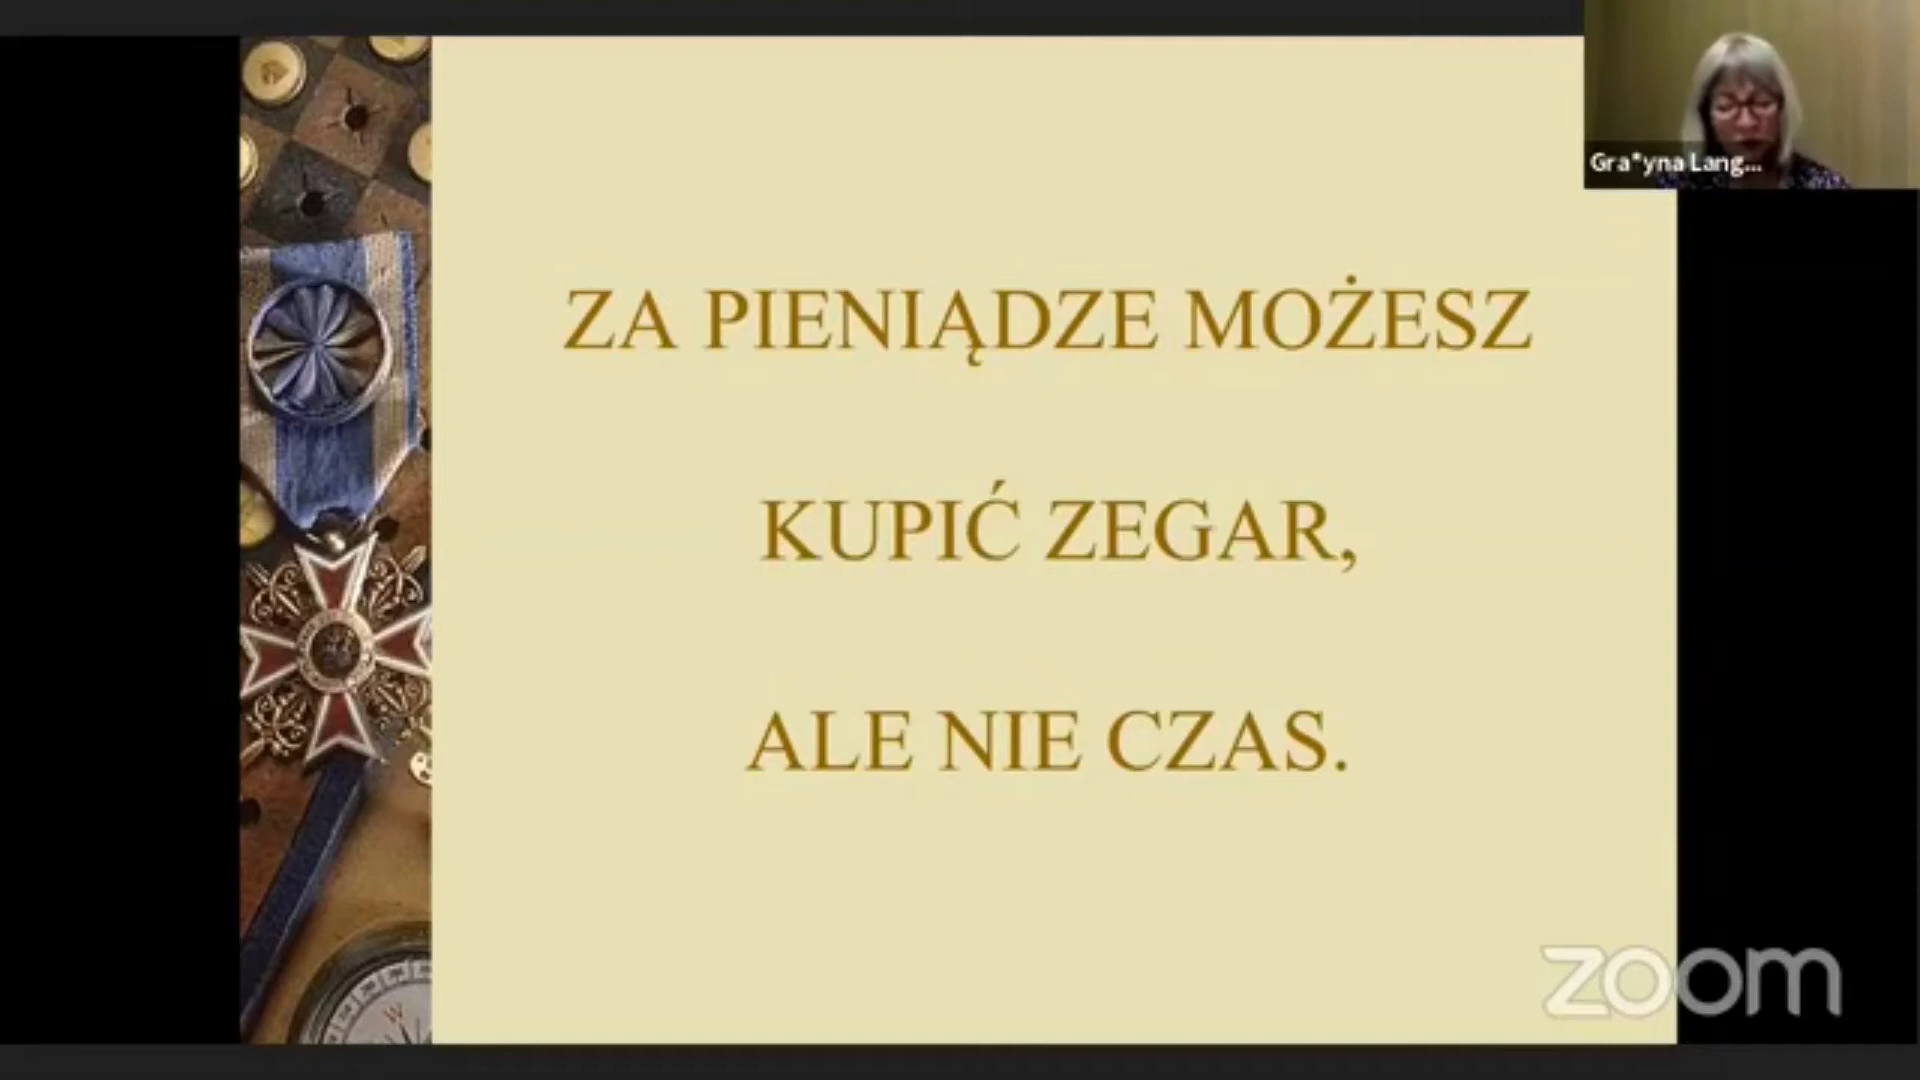 Gra*yna Lang...
ZA PIENIĄDZE MOŻESZ
KUPIĆ ZEGAR,
ALE NIE CZAS.
zoom